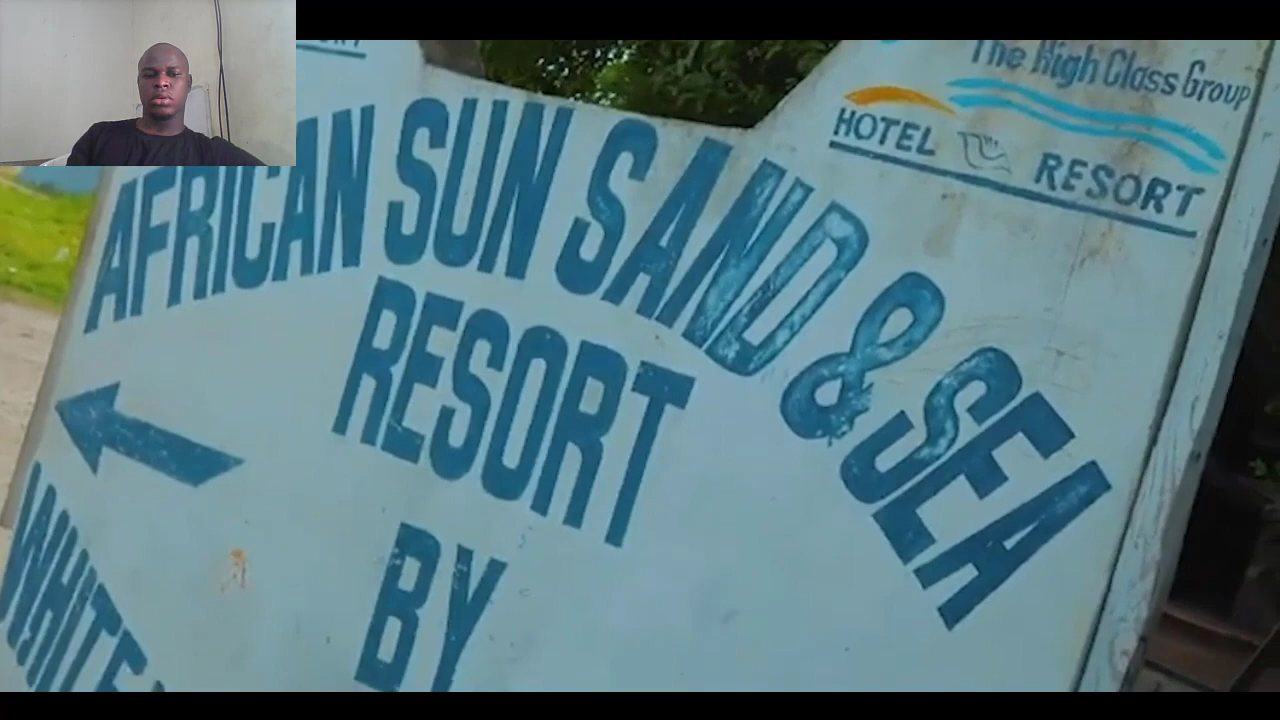 The High Class Group
HOTEL RESORT
AFRICAN SUN SAND & SEA
RESORT
BY